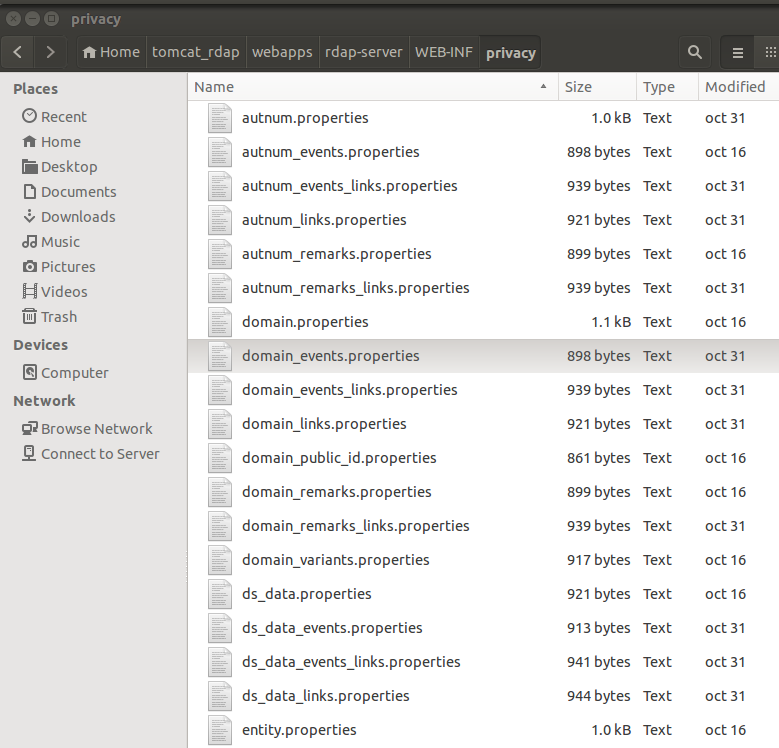 privacy
Home tomcat_rdap webapps rdap-server WEB-INF privacy
Places
Recent
Home
Desktop
Documents
Downloads
Music
Pictures
Videos
Trash
Devices
Computer
Network
Browse Network
Connect to Server
Name Size Type Modified
autnum.properties 1.0 kB Text oct 31
autnum_events.properties 898 bytes Text oct 16
autnum_events_links.properties 939 bytes Text oct 31
autnum_links.properties 921 bytes Text oct 31
autnum_remarks.properties 899 bytes Text oct 16
autnum_remarks_links.properties 939 bytes Text oct 31
domain.properties 1.1 kB Text oct 16
domain_events.properties 898 bytes Text oct 31
domain_events_links.properties 939 bytes Text oct 31
domain_links.properties 921 bytes Text oct 31
domain_public_id.properties 861 bytes Text oct 16
domain_remarks.properties 899 bytes Text oct 16
domain_remarks_links.properties 939 bytes Text oct 31
domain_variants.properties 917 bytes Text oct 16
ds_data.properties 921 bytes Text oct 16
ds_data_events.properties 913 bytes Text oct 31
ds_data_events_links.properties 941 bytes Text oct 31
ds_data_links.properties 944 bytes Text oct 31
entity.properties 1.0 kB Text oct 16